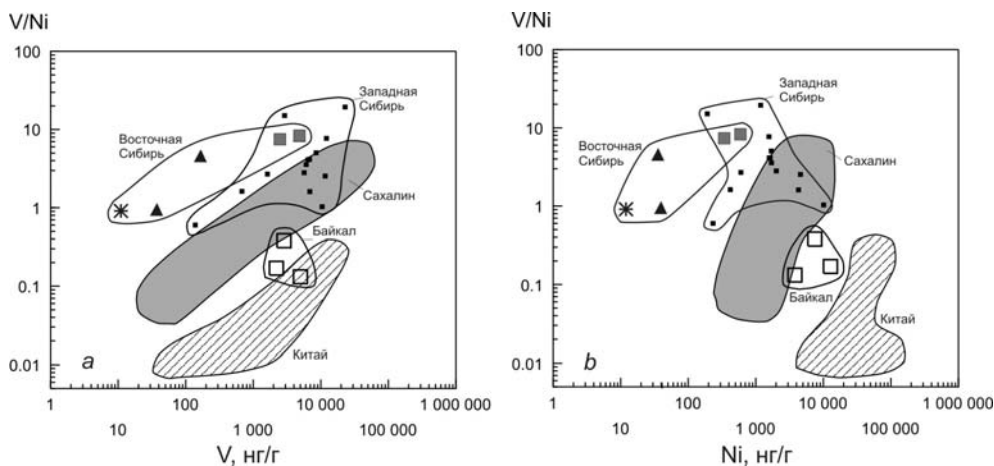 V/Ni
100
10
1
0.1
0.01
Западная
Сибирь
Восточная
Сибирь
Сахалин
Байкал
Китай
a
1 100 10 000 1 000 000
10 1 000 100 000
V, нг/г
V/Ni
100
10
1
0.1
0.01
Западная
Сибирь
Восточная
Сибирь
Сахалин
Байкал
Китай
b
1 100 10 000 1 000 000
10 1 000 100 000
Ni, нг/г